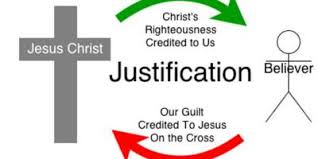 Christ's
Righteousness
Credited to Us
Jesus Christ
Justification
Believer
Our Guilt
Credited To Jesus
On the Cross